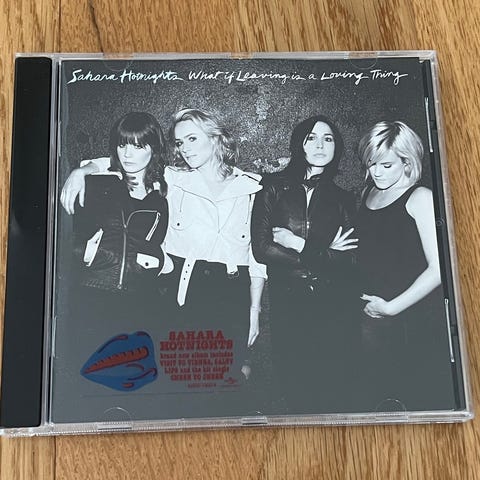 Sahara Hotnights What if Leaving is a Loving Thing
SAHARA
HOTNIGHTS
brand new album includes
VISIT TO VIENNA, SALTY
LIPS and the hit single
CHEEK TO CHEEK